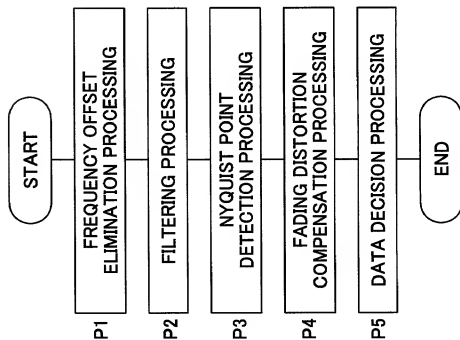 START
P1
FREQUENCY OFFSET
ELIMINATION PROCESSING
P2
FILTERING PROCESSING
P3
NYQUIST POINT
DETECTION PROCESSING
P4
FADING DISTORTION
COMPENSATION PROCESSING
P5
DATA DECISION PROCESSING
END